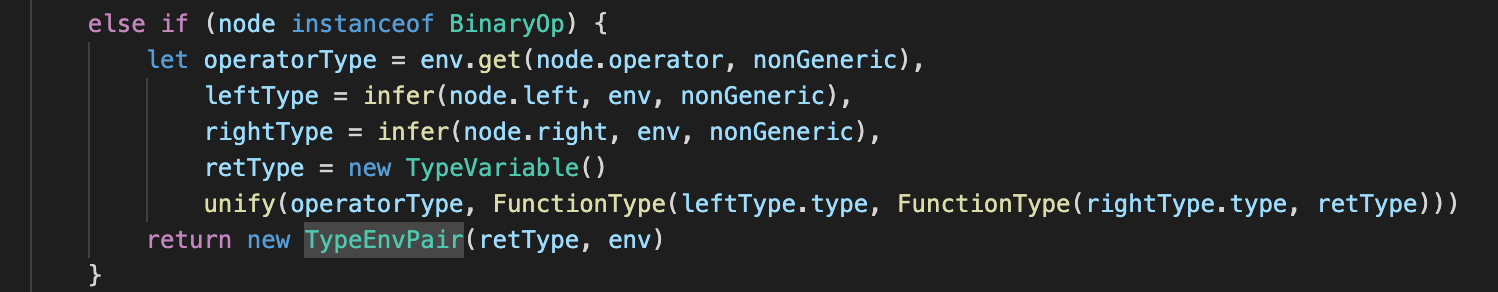 else if (node instanceof BinaryOp) {
let operatorType = env.get(node.operator, nonGeneric),
leftType = infer(node.left, env, nonGeneric),
rightType = infer(node.right, env, nonGeneric),
retType = new TypeVariable()
unify(operatorType, FunctionType(leftType.type, FunctionType(rightType.type, retType)))
return new TypeEnvPair(retType, env)
}